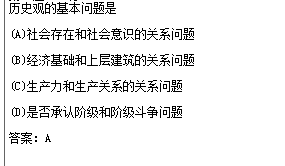 历史观的基本问题是
(A)社会存在和社会意识的关系问题
(B)经济基础和上层建筑的关系问题
(C)生产力和生产关系的关系问题
(D)是否承认阶级和阶级斗争问题
答案：A